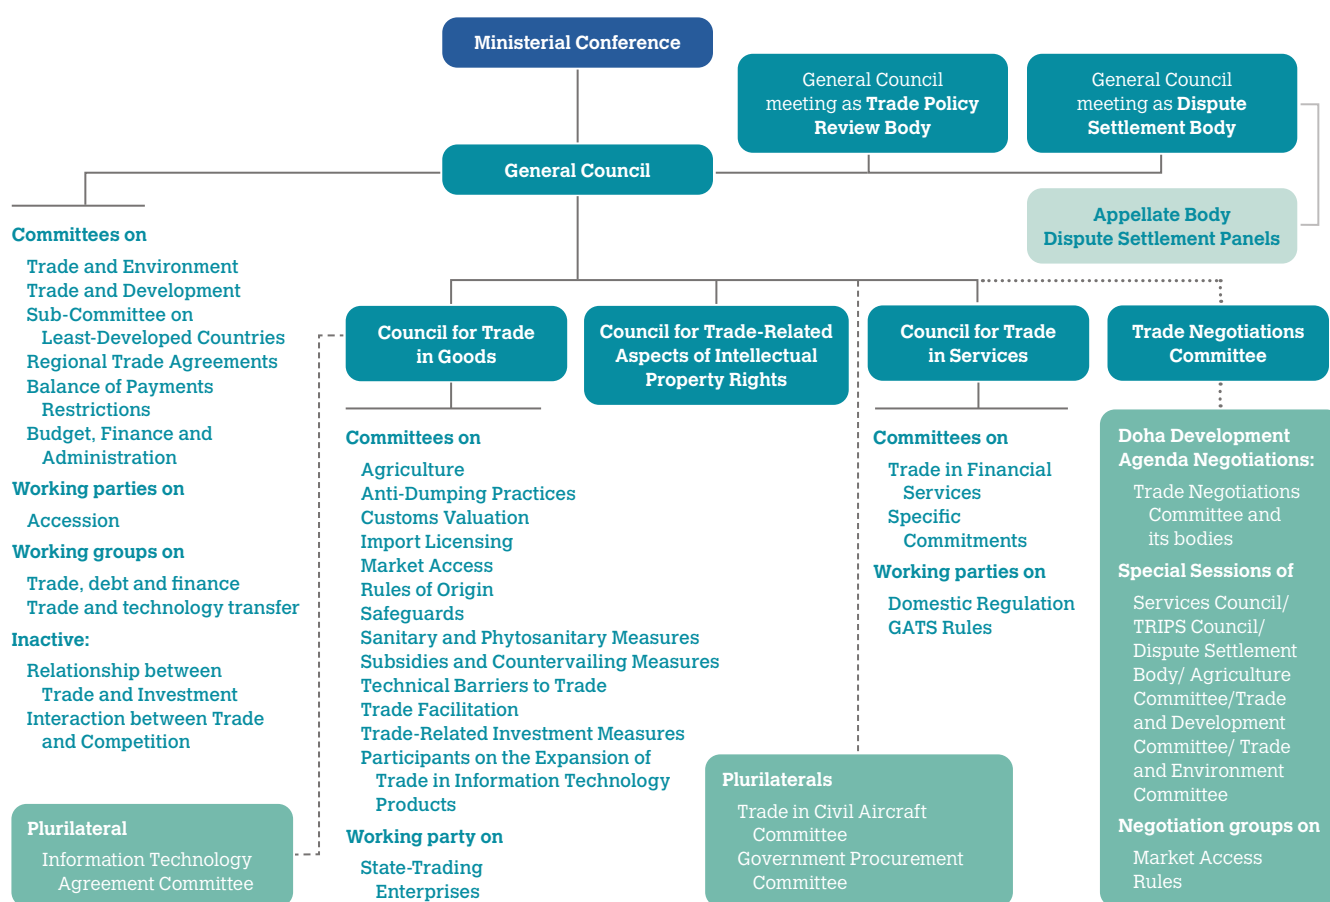 Ministerial Conference
General Council
meeting as Trade Policy
Review Body
General Council
meeting as Dispute
Settlement Body
General Council
Appellate Body
Dispute Settlement Panels
Committees on
Trade and Environment
Trade and Development
Sub-Committee on
Least-Developed Countries
Regional Trade Agreements
Balance of Payments
Restrictions
Budget, Finance and
Administration
Working parties on
Accession
Working groups on
Trade, debt and finance
Trade and technology transfer
Inactive:
Relationship between
Trade and Investment
Interaction between Trade
and Competition
Plurilateral
Information Technology
Agreement Committee
Council for Trade
in Goods
Committees on
Agriculture
Anti-Dumping Practices
Customs Valuation
Import Licensing
Market Access
Rules of Origin
Safeguards
Sanitary and Phytosanitary Measures
Subsidies and Countervailing Measures
Technical Barriers to Trade
Trade Facilitation
Trade-Related Investment Measures
Participants on the Expansion of
Trade in Information Technology
Products
Working party on
State-Trading
Enterprises
Council for Trade-Related
Aspects of Intellectual
Property Rights
Plurilaterals
Trade in Civil Aircraft
Committee
Government Procurement
Committee
Council for Trade
in Services
Committees on
Trade in Financial
Services
Specific
Commitments
Working parties on
Domestic Regulation
GATS Rules
Trade Negotiations
Committee
Doha Development
Agenda Negotiations:
Trade Negotiations
Committee and
its bodies
Special Sessions of
Services Council/
TRIPS Council/
Dispute Settlement
Body/ Agriculture
Committee/Trade
and Development
Committee/ Trade
and Environment
Committee
Negotiation groups on
Market Access
Rules